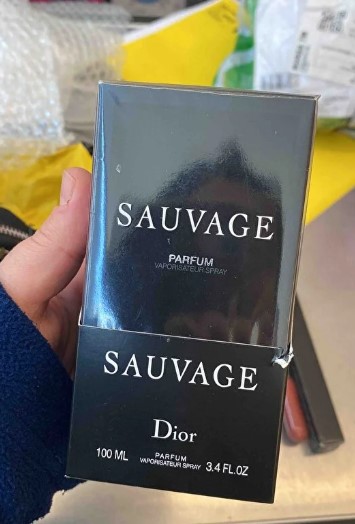 SAUVAGE
PARFUM
VAPORISATEUR SPRAY
SAUVAGE
Dior
100 ML PARFUM 3.4 FL.OZ
VAPORISATEUR SPRAY